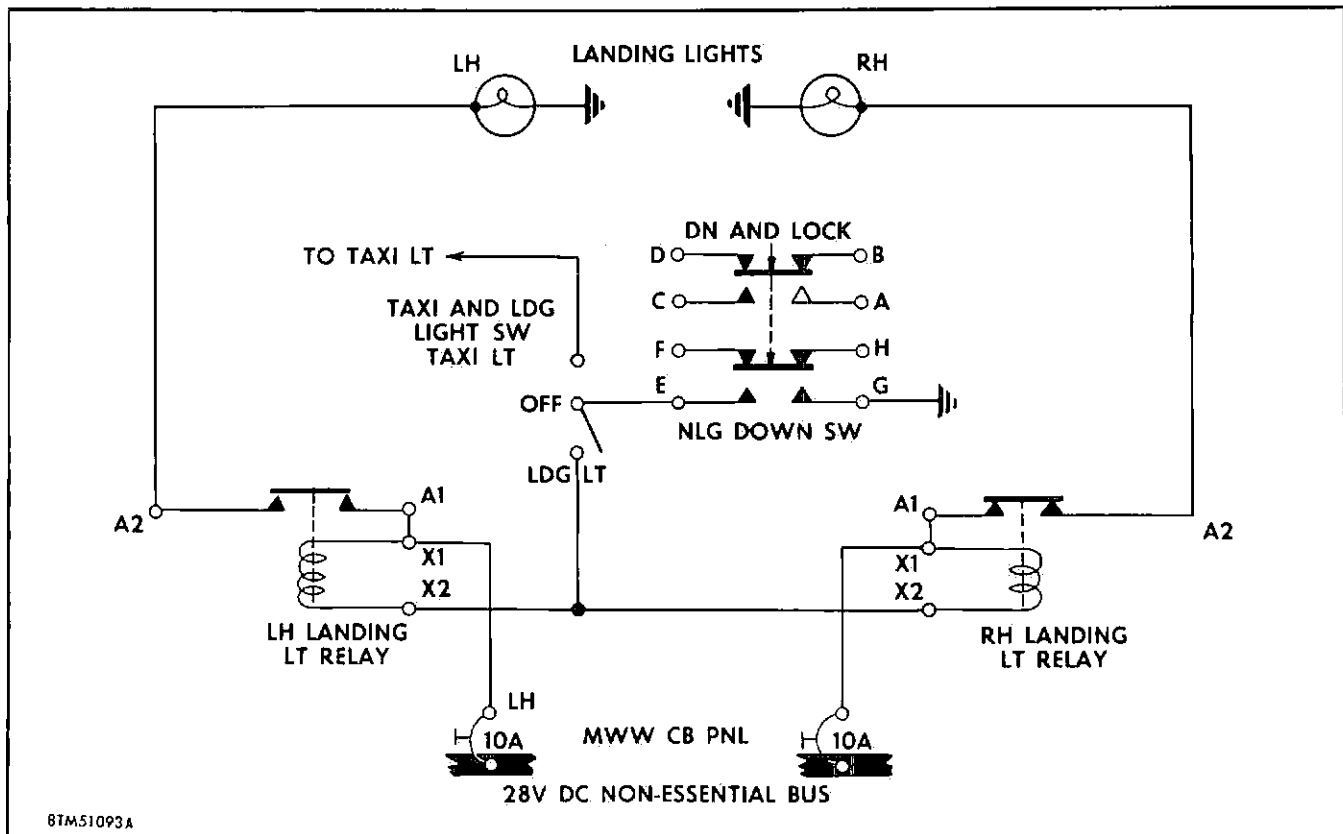 LANDING LIGHTS
LH
RH
DN AND LOCK
D
B
TO TAXI LT
C
A
TAXI AND LDG
LIGHT SW
TAXI LT
F
H
E
G
OFF
NLG DOWN SW
LDG LT
A1
A2
X1
X2
LH LANDING
LT RELAY
A1
A2
X1
X2
RH LANDING
LT RELAY
LH
10A
MWW CB PNL
10A
28V DC NON-ESSENTIAL BUS
BTM51093A